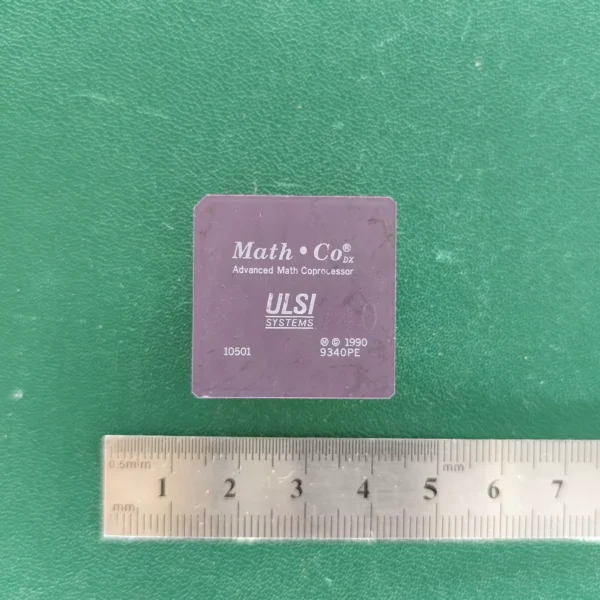 Math • Co®DX
Advanced Math Coprocessor
ULSI
SYSTEMS
Ⓜ © 1990
10501 9340PE
0.5mm mm
1 2 3 4 5 6 7
mm